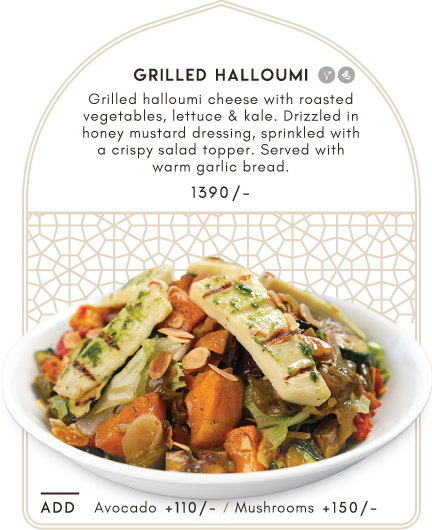 GRILLED HALLOUMI
Grilled halloumi cheese with roasted
vegetables, lettuce & kale. Drizzled in
honey mustard dressing, sprinkled with
a crispy salad topper. Served with
warm garlic bread.
1390/-
ADD Avocado +110/- / Mushrooms +150/-